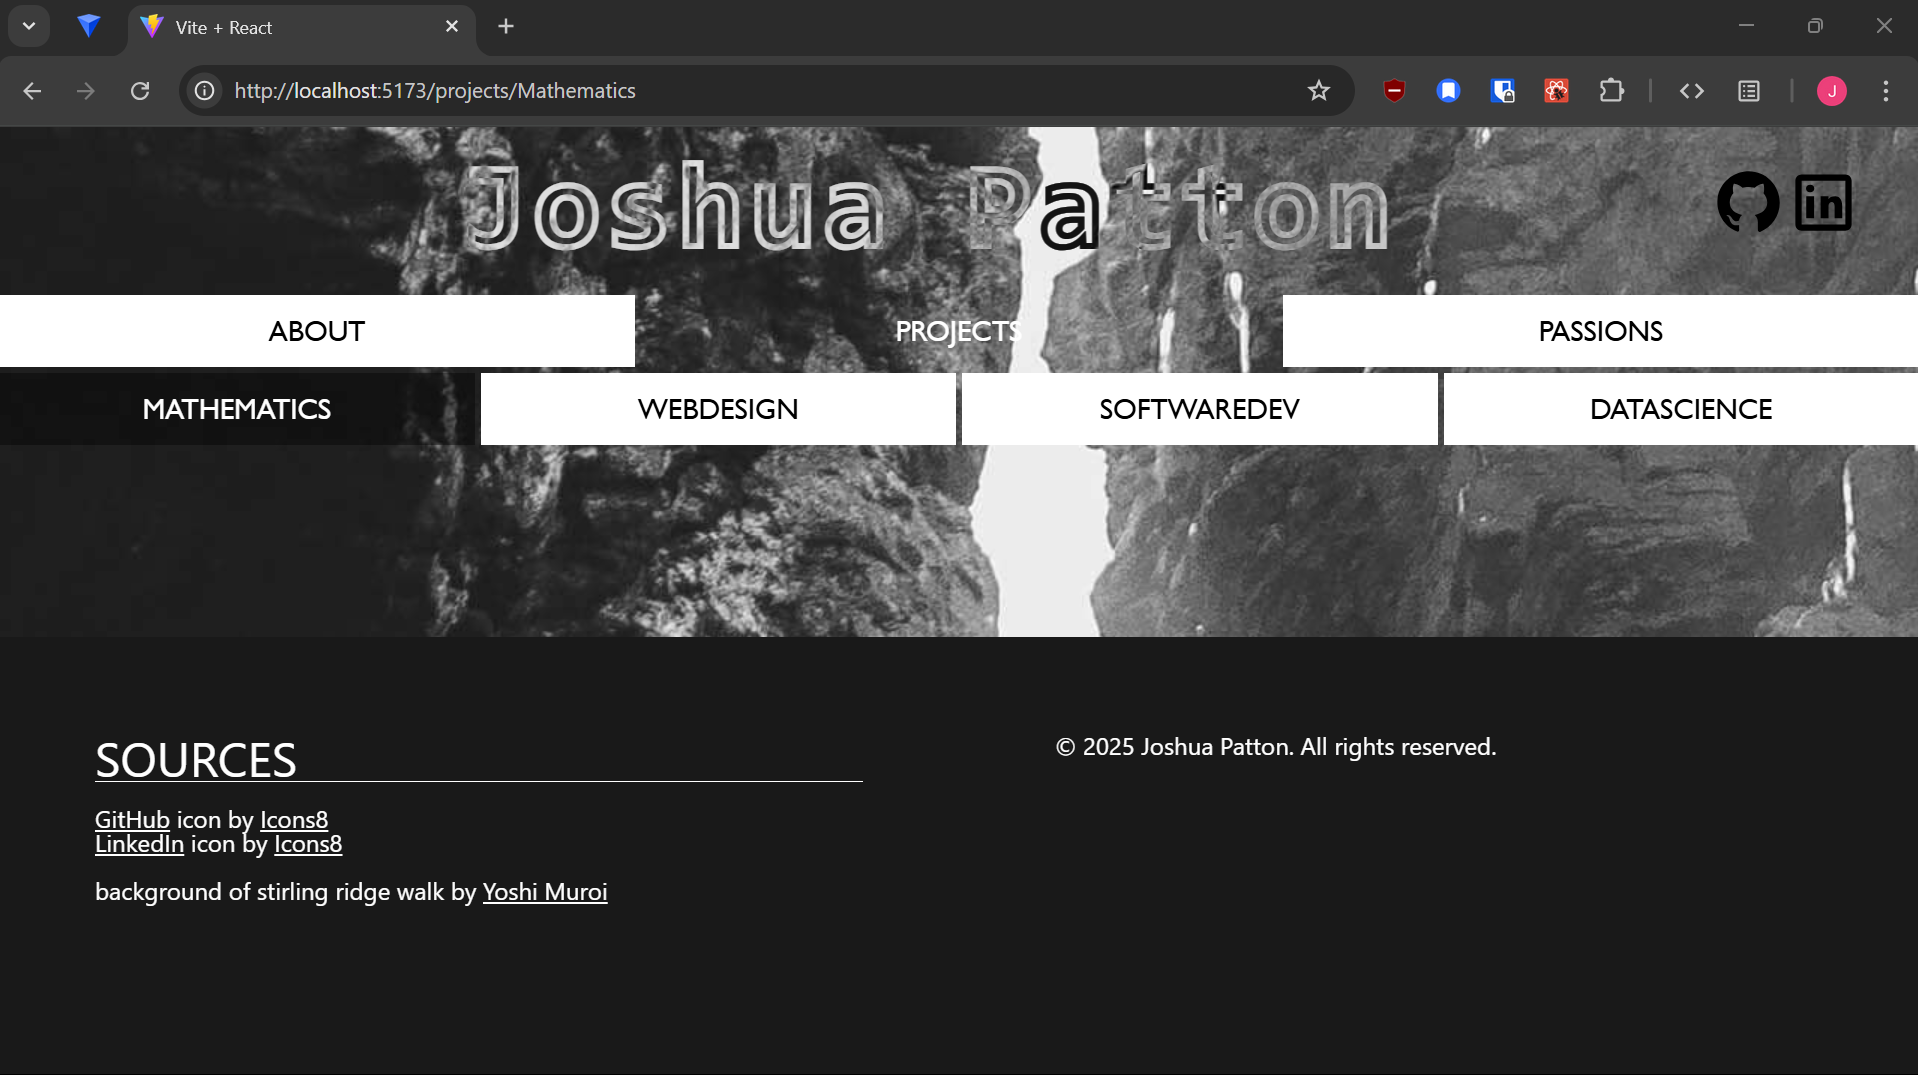 Vite + React
http://localhost:5173/projects/Mathematics
J
Joshua Patton
in
ABOUT
PROJECTS
PASSIONS
MATHEMATICS
WEBDESIGN
SOFTWAREDEV
DATASCIENCE
SOURCES
GitHub icon by Icons8
LinkedIn icon by Icons8
background of stirling ridge walk by Yoshi Muroi
© 2025 Joshua Patton. All rights reserved.